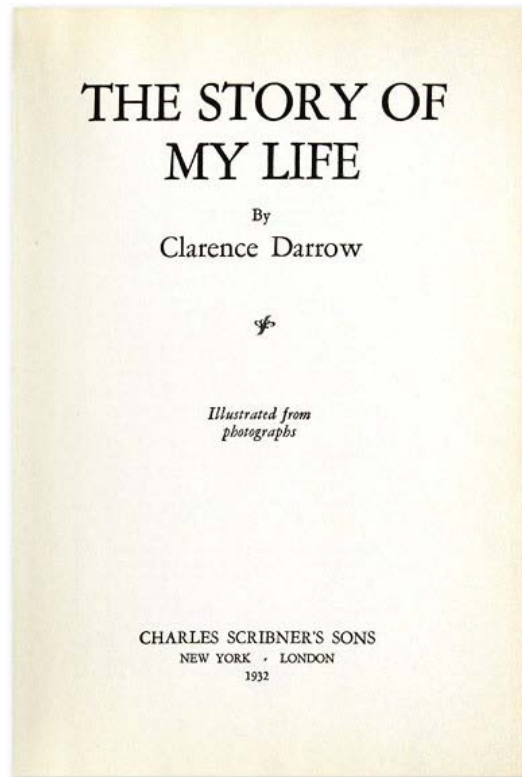 THE STORY OF
MY LIFE
By
Clarence Darrow
Illustrated from
photographs
CHARLES SCRIBNER'S SONS
NEW YORK · LONDON
1932